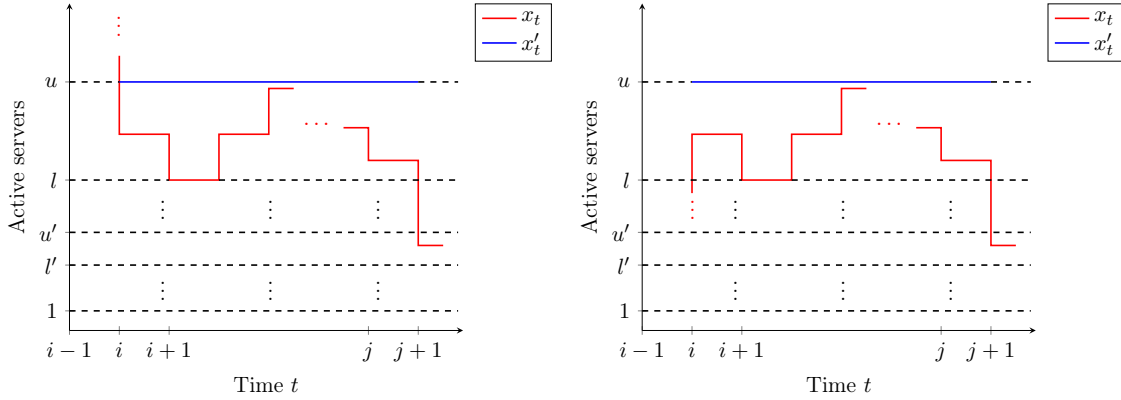 x_t
x'_t
u
l
u'
l'
1
Active servers
i − 1
i
i + 1
j
j + 1
Time t
x_t
x'_t
u
l
u'
l'
1
Active servers
i − 1
i
i + 1
j
j + 1
Time t